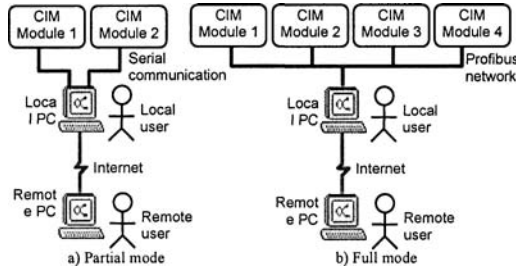 CIM
Module 1
CIM
Module 2
Serial
communication
Loca
l PC
Local
user
Internet
Remot
e PC
Remote
user
a) Partial mode
CIM
Module 1
CIM
Module 2
CIM
Module 3
CIM
Module 4
Profibus
network
Loca
l PC
Local
user
Internet
Remot
e PC
Remote
user
b) Full mode